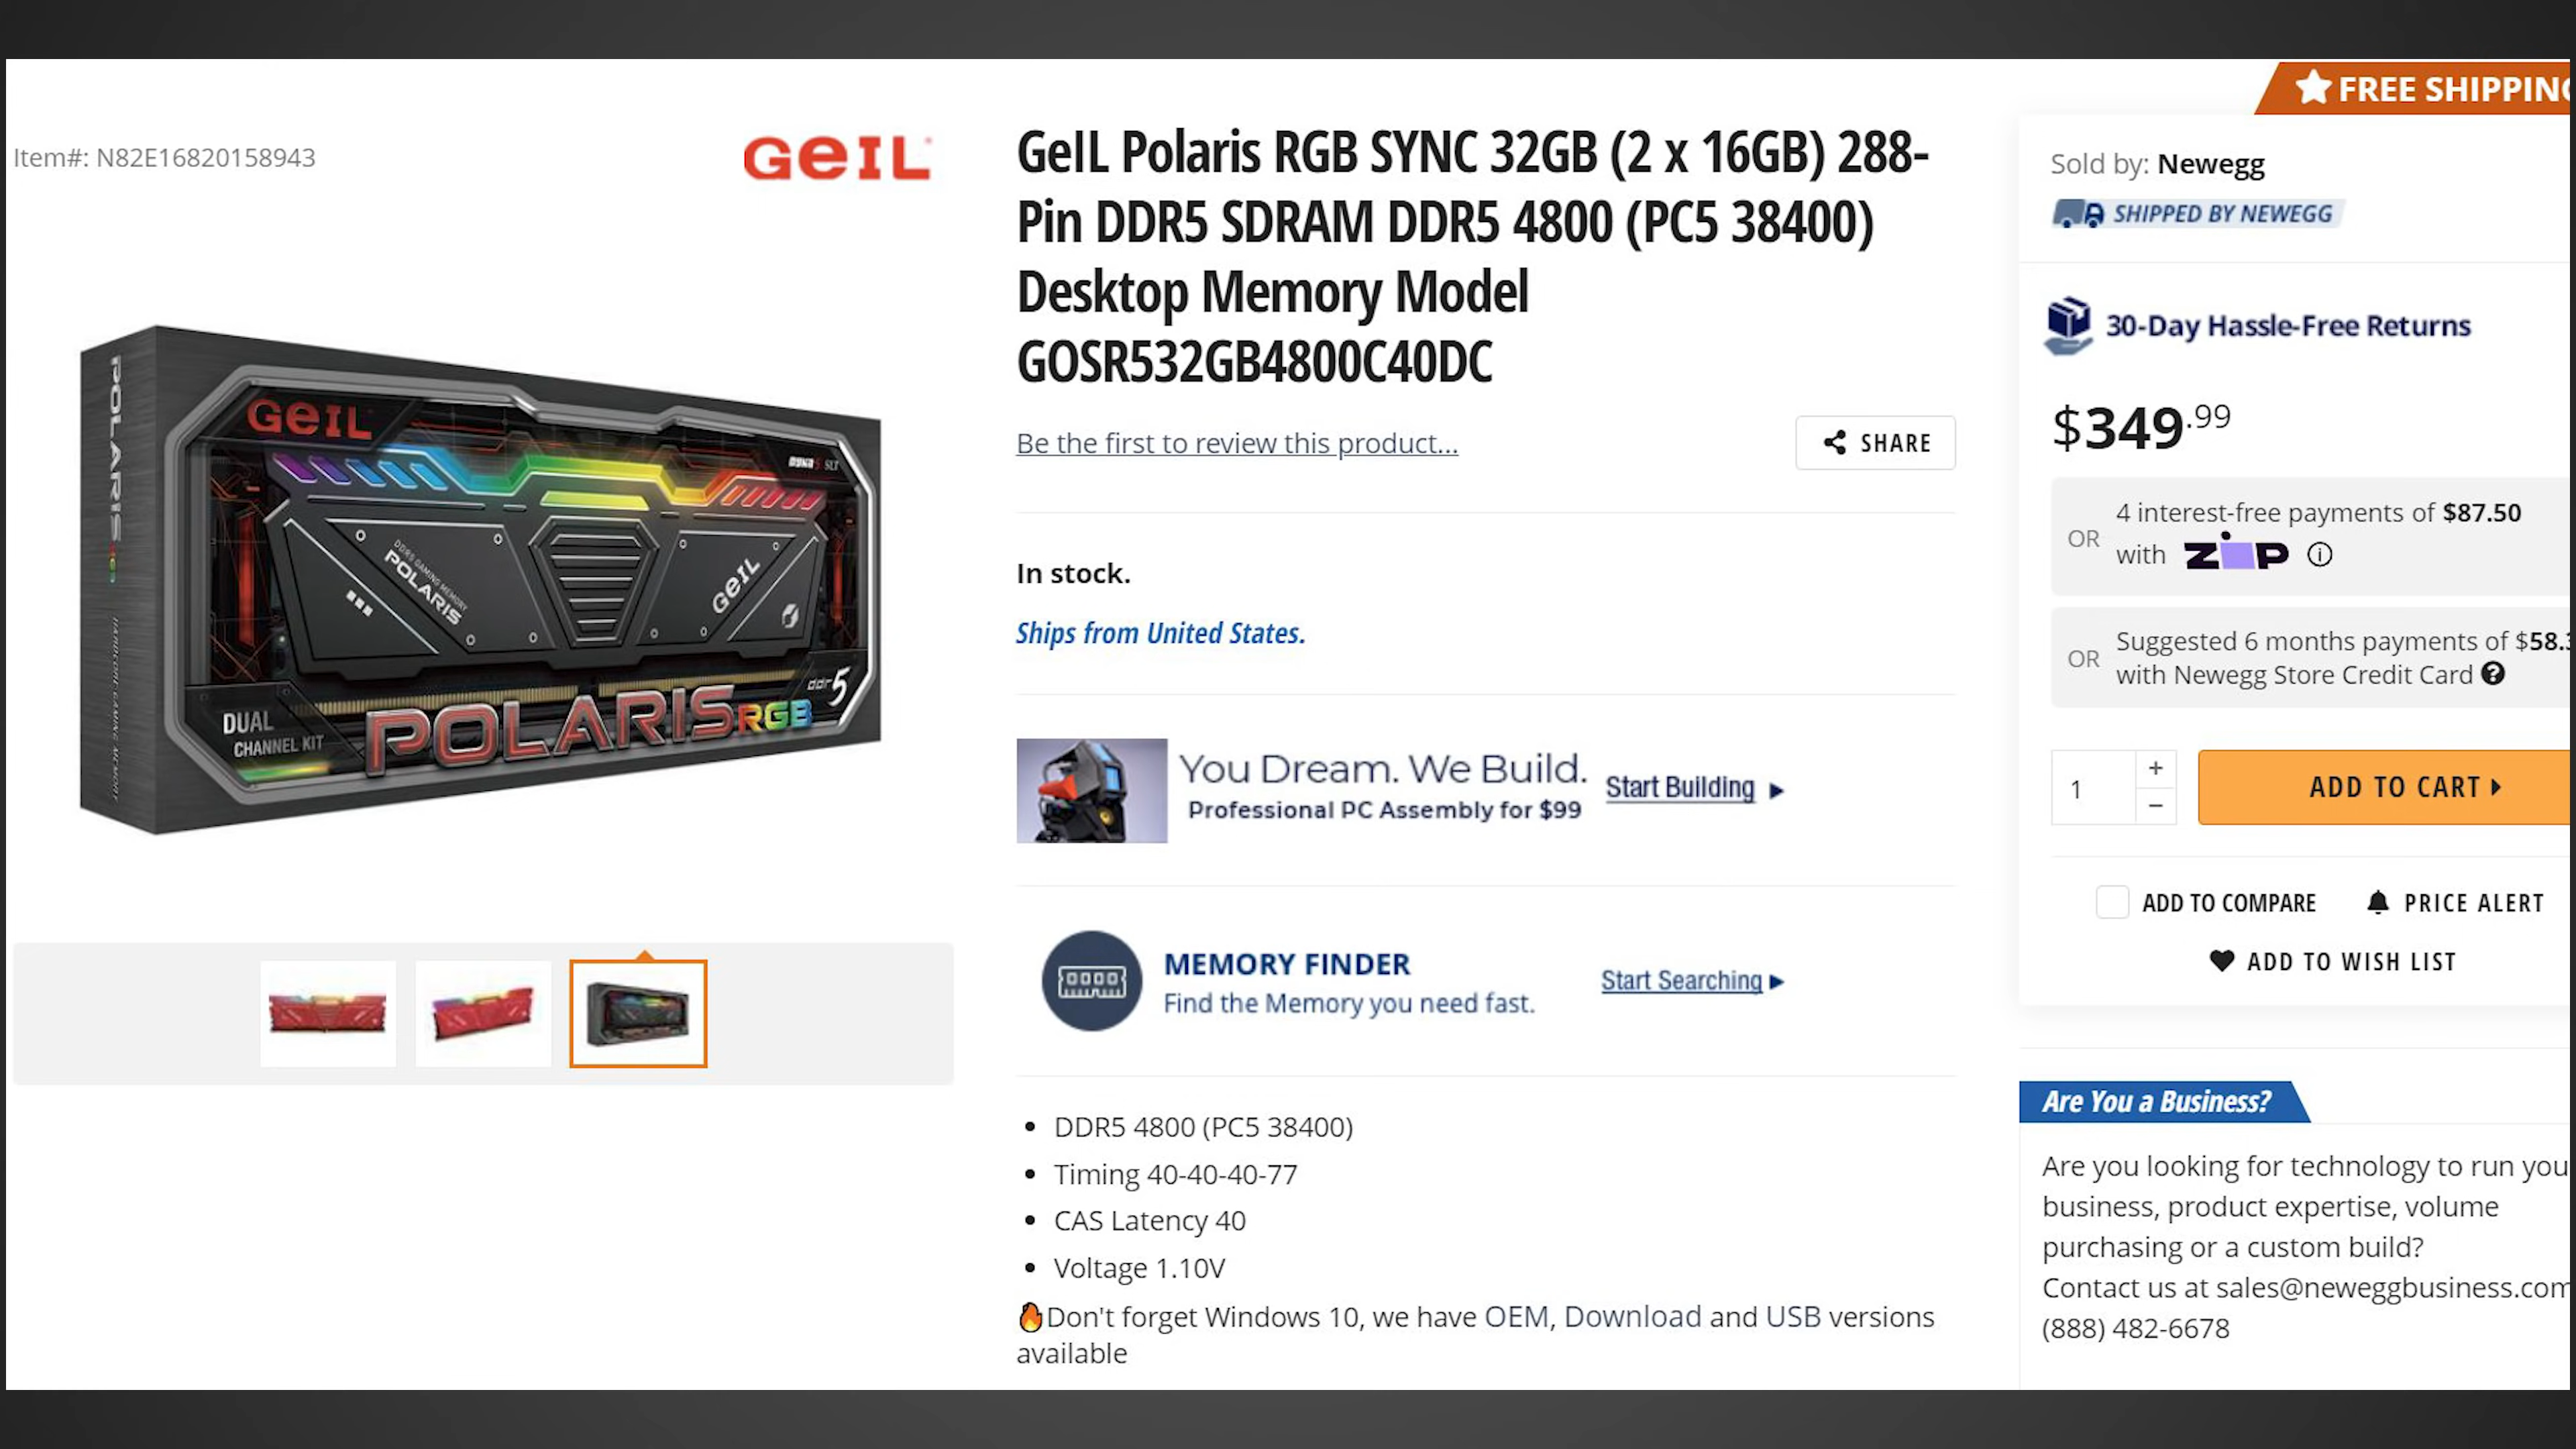 FREE SHIPPING
Item#: N82E16820158943
GeIL
GeIL Polaris RGB SYNC 32GB (2 x 16GB) 288-
Pin DDR5 SDRAM DDR5 4800 (PC5 38400)
Desktop Memory Model
GOSR532GB4800C40DC
Be the first to review this product...
SHARE
In stock.
Ships from United States.
You Dream. We Build.
Professional PC Assembly for $99
Start Building
MEMORY FINDER
Find the Memory you need fast.
Start Searching
DDR5 4800 (PC5 38400)
Timing 40-40-40-77
CAS Latency 40
Voltage 1.10V
Don't forget Windows 10, we have OEM, Download and USB versions
available
POLARIS
GeIL
SLT
DDR5 GAMING MEMORY
POLARIS
GeIL
ddr5
DUAL
CHANNEL KIT
POLARIS RGB
Sold by: Newegg
SHIPPED BY NEWEGG
30-Day Hassle-Free Returns
$349.99
OR
4 interest-free payments of $87.50
with zip
OR
Suggested 6 months payments of $58.
with Newegg Store Credit Card
1
ADD TO CART
ADD TO COMPARE
PRICE ALERT
ADD TO WISH LIST
Are You a Business?
Are you looking for technology to run you
business, product expertise, volume
purchasing or a custom build?
Contact us at sales@neweggbusiness.com
(888) 482-6678